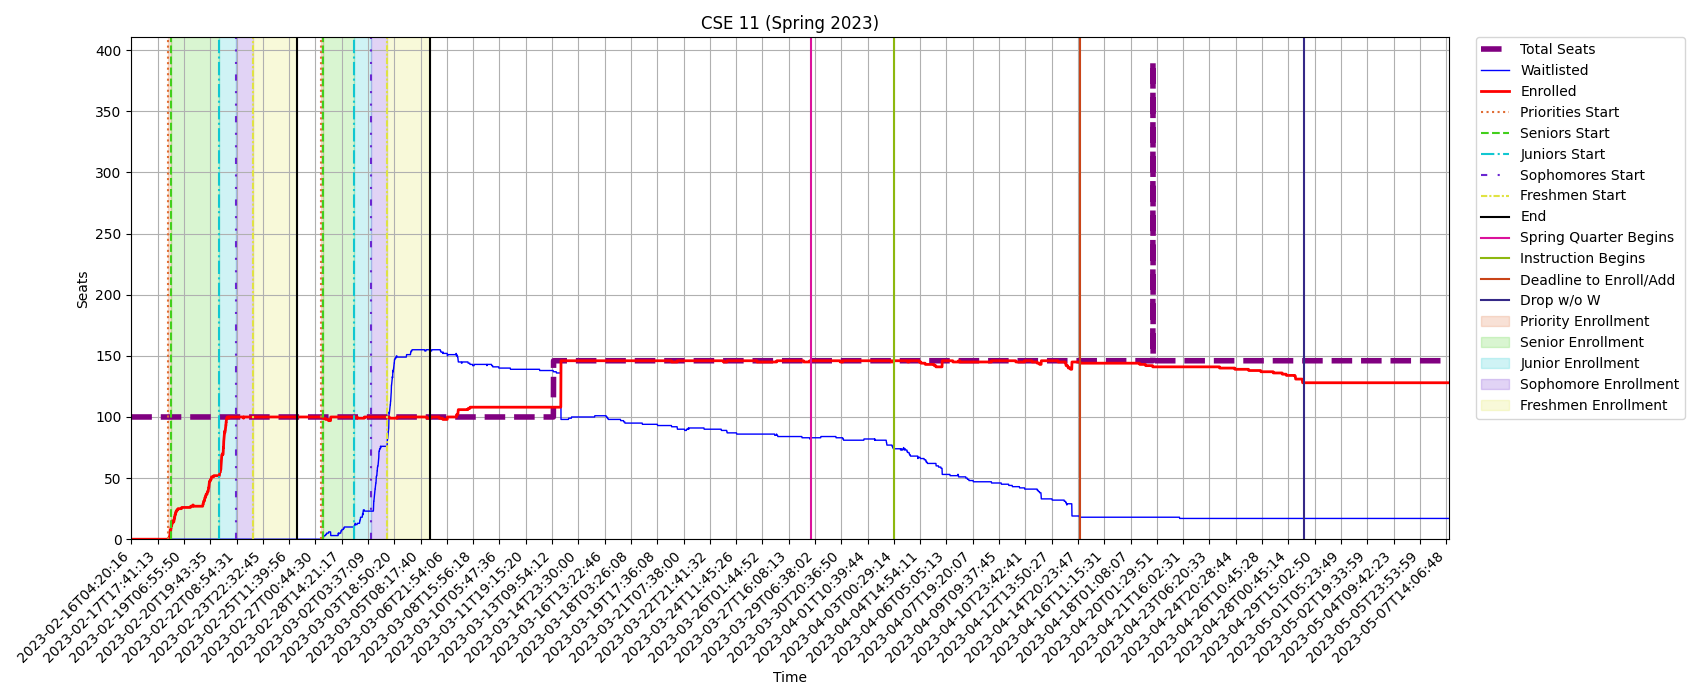 CSE 11 (Spring 2023)
400
350
300
250
200
150
100
50
0
Seats
2023-02-16T04:20:16
2023-02-17T17:41:13
2023-02-19T06:55:50
2023-02-20T19:43:35
2023-02-22T08:54:31
2023-02-23T22:32:45
2023-02-25T11:39:56
2023-02-27T00:44:30
2023-02-28T14:21:17
2023-03-02T03:37:09
2023-03-03T18:50:20
2023-03-05T08:17:40
2023-03-06T21:54:06
2023-03-08T15:56:18
2023-03-10T05:47:36
2023-03-11T19:15:20
2023-03-13T09:54:12
2023-03-14T23:30:00
2023-03-16T13:22:46
2023-03-18T03:26:08
2023-03-19T17:36:08
2023-03-21T07:38:00
2023-03-22T21:41:32
2023-03-24T11:45:26
2023-03-26T01:44:52
2023-03-27T16:08:13
2023-03-29T06:38:02
2023-03-30T20:36:50
2023-04-01T10:39:44
2023-04-03T00:29:14
2023-04-04T14:54:11
2023-04-06T05:05:13
2023-04-07T19:20:07
2023-04-09T09:37:45
2023-04-10T23:42:41
2023-04-12T13:50:27
2023-04-14T20:23:47
2023-04-16T11:15:31
2023-04-18T01:08:07
2023-04-20T01:29:51
2023-04-21T16:02:31
2023-04-23T06:20:33
2023-04-24T20:28:44
2023-04-26T10:45:28
2023-04-28T00:45:14
2023-04-29T15:02:50
2023-05-01T05:23:49
2023-05-02T19:33:59
2023-05-04T09:42:23
2023-05-05T23:53:59
2023-05-07T14:06:48
Time
Total Seats
Waitlisted
Enrolled
Priorities Start
Seniors Start
Juniors Start
Sophomores Start
Freshmen Start
End
Spring Quarter Begins
Instruction Begins
Deadline to Enroll/Add
Drop w/o W
Priority Enrollment
Senior Enrollment
Junior Enrollment
Sophomore Enrollment
Freshmen Enrollment